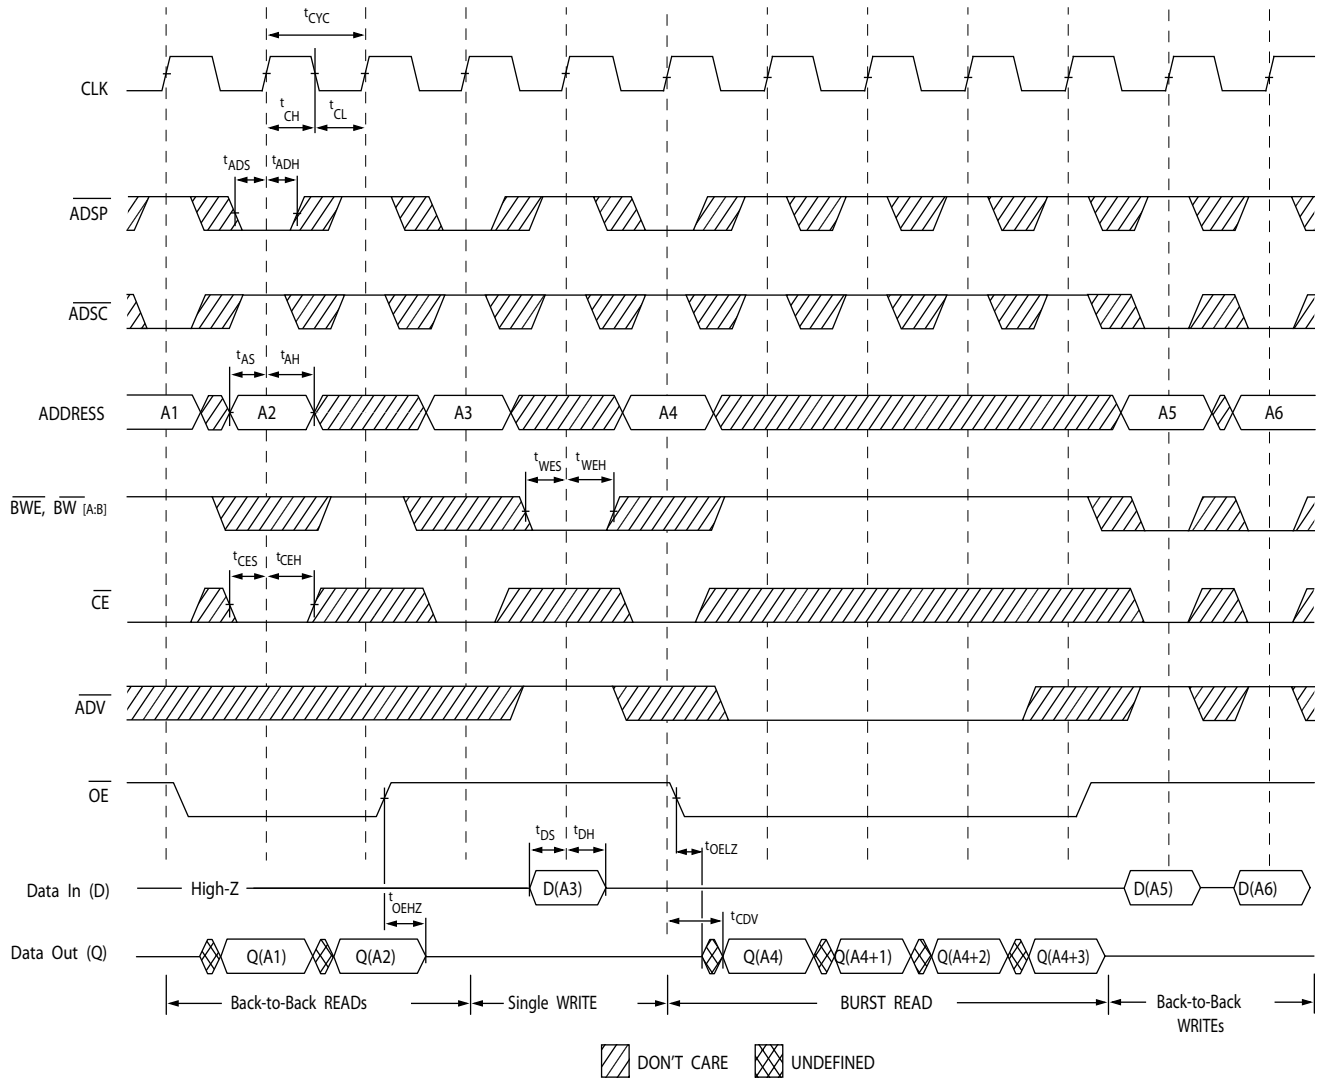 tCYC
CLK
tCH
tCL
tADS
tADH
ADSP
ADSC
tAS
tAH
ADDRESS
A1
A2
A3
A4
A5
A6
tWES
tWEH
BWE, BW [A:B]
tCES
tCEH
CE
ADV
OE
tDS
tDH
tOELZ
Data In (D)
High-Z
D(A3)
D(A5)
D(A6)
tOEHZ
tCDV
Data Out (Q)
Q(A1)
Q(A2)
Q(A4)
Q(A4+1)
Q(A4+2)
Q(A4+3)
Back-to-Back READs
Single WRITE
BURST READ
Back-to-Back
WRITEs
DON'T CARE
UNDEFINED